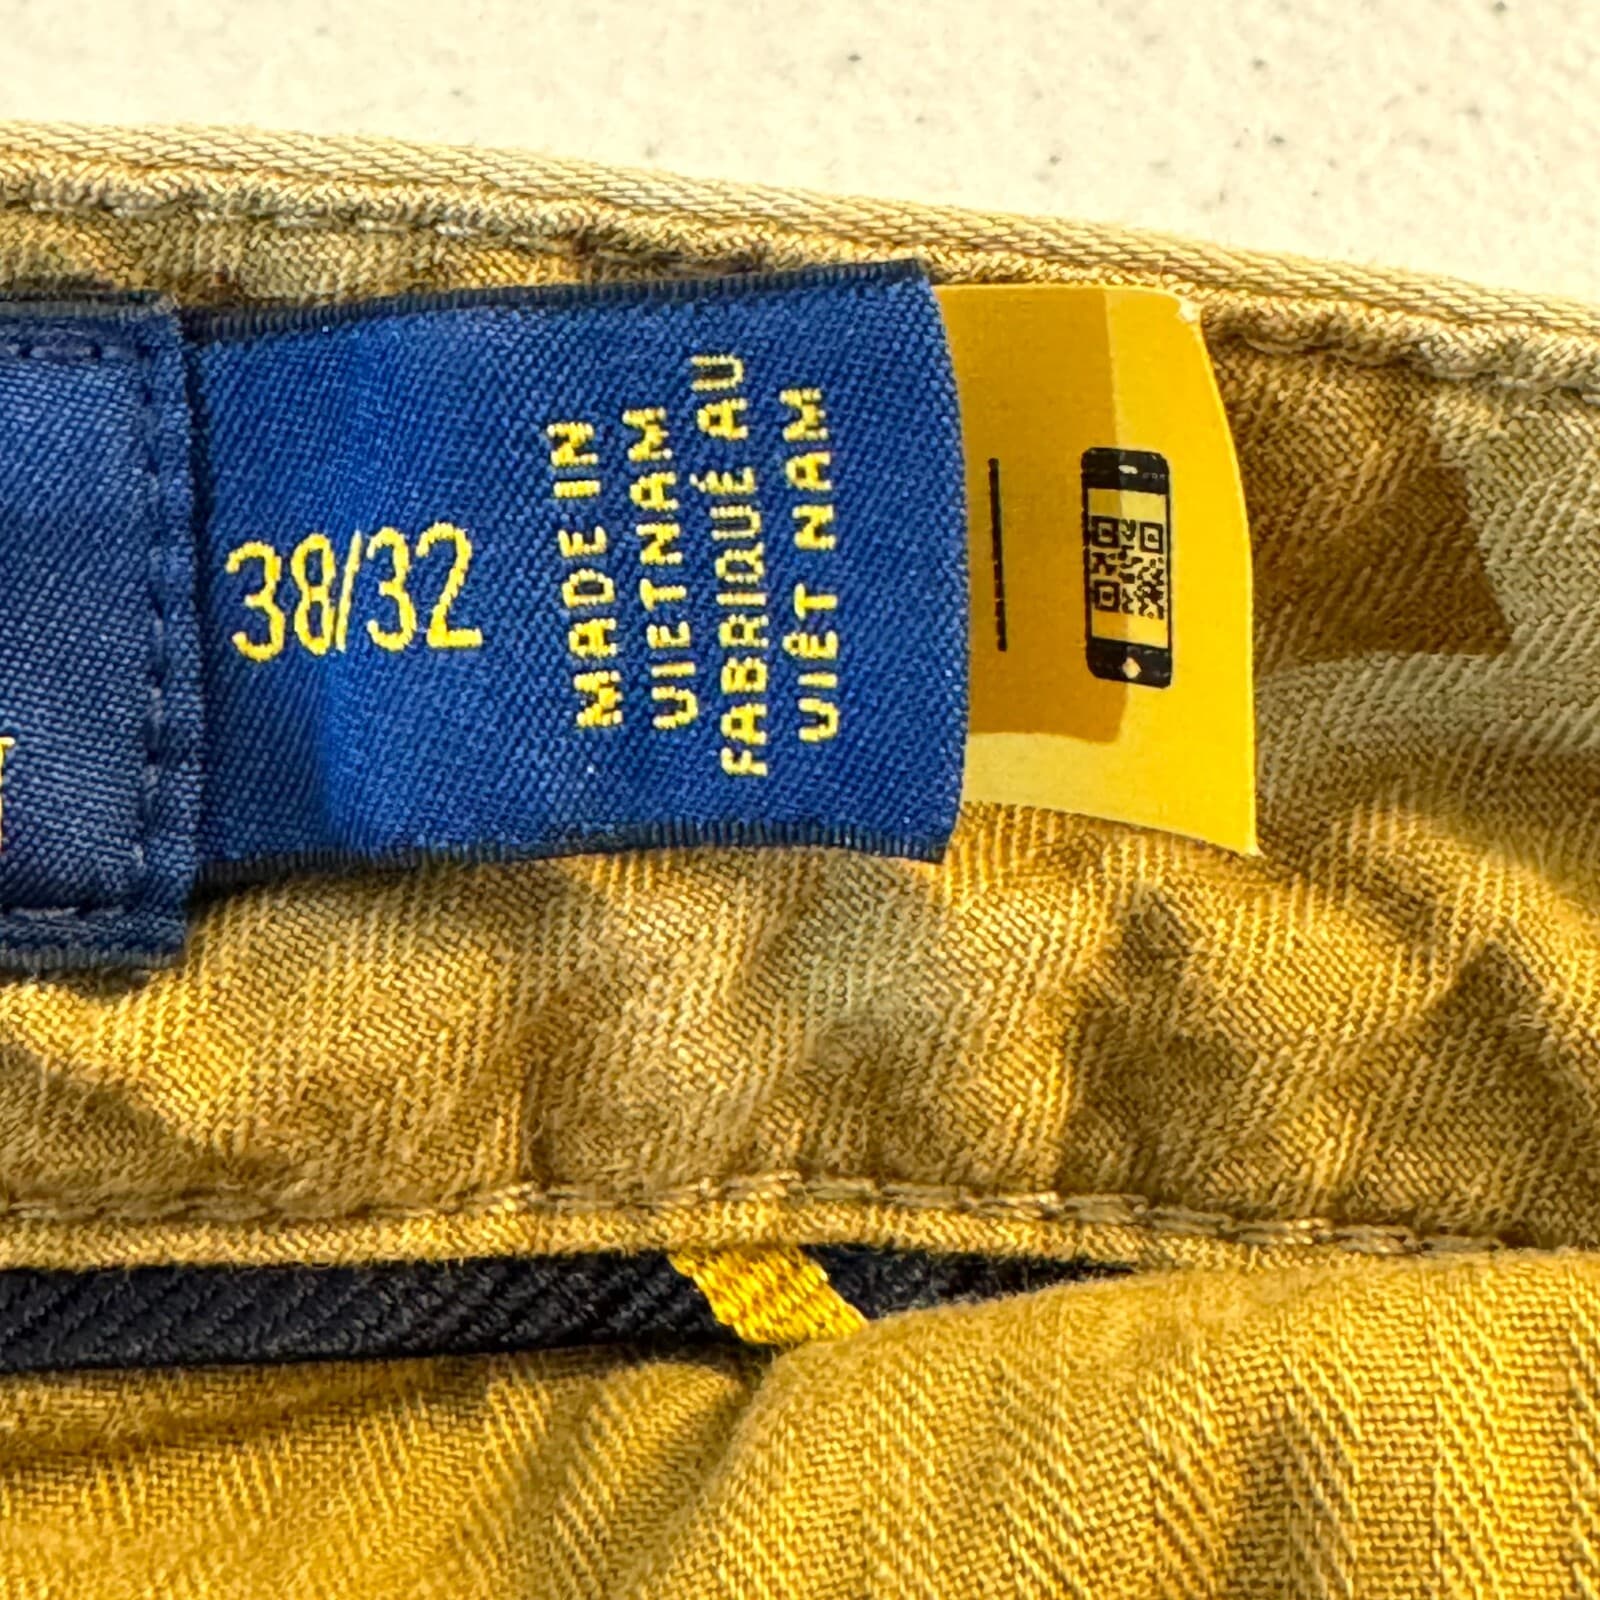 38/32
MADE IN
VIETNAM
FABRIQUÉ AU
VIÊT NAM